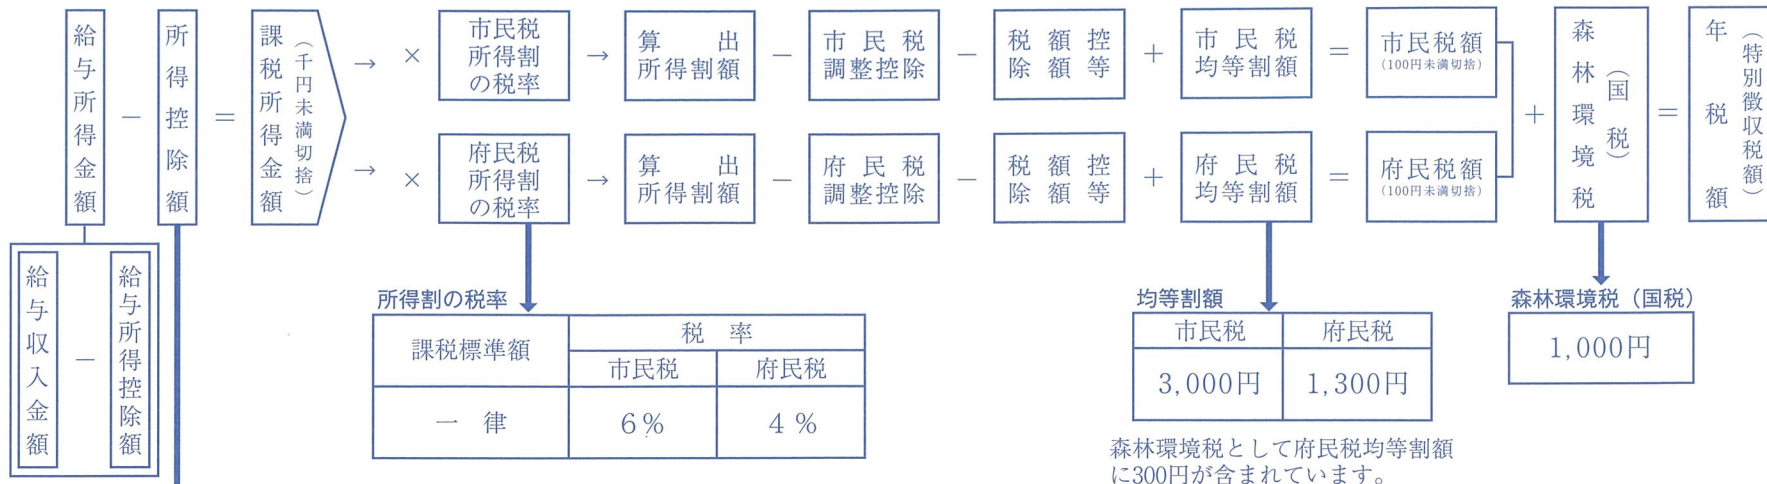 給与所得金額
－
所得控除額
＝
課税所得金額
（千円未満切捨）
→
×
市民税
所得割
の税率
→
算出
所得割額
－
市民税
調整控除
－
税額控
除額等
＋
市民税
均等割額
＝
市民税額
(100円未満切捨)
→
×
府民税
所得割
の税率
→
算出
所得割額
－
府民税
調整控除
－
税額控
除額等
＋
府民税
均等割額
＝
府民税額
(100円未満切捨)
＋
森林環境税
（国税）
＝
年税額
（特別徴収税額）
給与収入金額
－
給与所得控除額
所得割の税率
課税標準額
税率
市民税
府民税
一律
6%
4%
均等割額
市民税
府民税
3,000円
1,300円
森林環境税として府民税均等割額
に300円が含まれています。
森林環境税（国税）
1,000円